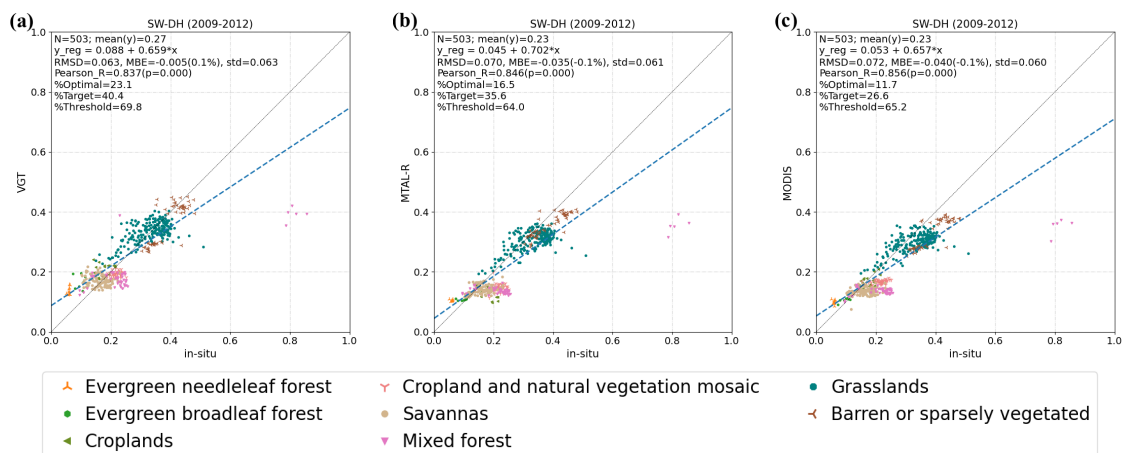 (a)
SW-DH (2009-2012)
N=503; mean(y)=0.27
y_reg = 0.088 + 0.659*x
RMSD=0.063, MBE=-0.005(0.1%), std=0.063
Pearson_R=0.837(p=0.000)
%Optimal=23.1
%Target=40.4
%Threshold=69.8
1.0
0.8
0.6
0.4
0.2
0.0
VGT
0.0 0.2 0.4 0.6 0.8 1.0
in-situ
(b)
SW-DH (2009-2012)
N=503; mean(y)=0.23
y_reg = 0.045 + 0.702*x
RMSD=0.070, MBE=-0.035(-0.1%), std=0.061
Pearson_R=0.846(p=0.000)
%Optimal=16.5
%Target=35.6
%Threshold=64.0
1.0
0.8
0.6
0.4
0.2
0.0
MTAL-R
0.0 0.2 0.4 0.6 0.8 1.0
in-situ
(c)
SW-DH (2009-2012)
N=503; mean(y)=0.23
y_reg = 0.053 + 0.657*x
RMSD=0.072, MBE=-0.040(-0.1%), std=0.060
Pearson_R=0.856(p=0.000)
%Optimal=11.7
%Target=26.6
%Threshold=65.2
1.0
0.8
0.6
0.4
0.2
0.0
MODIS
0.0 0.2 0.4 0.6 0.8 1.0
in-situ
Evergreen needleleaf forest
Evergreen broadleaf forest
Croplands
Cropland and natural vegetation mosaic
Savannas
Mixed forest
Grasslands
Barren or sparsely vegetated